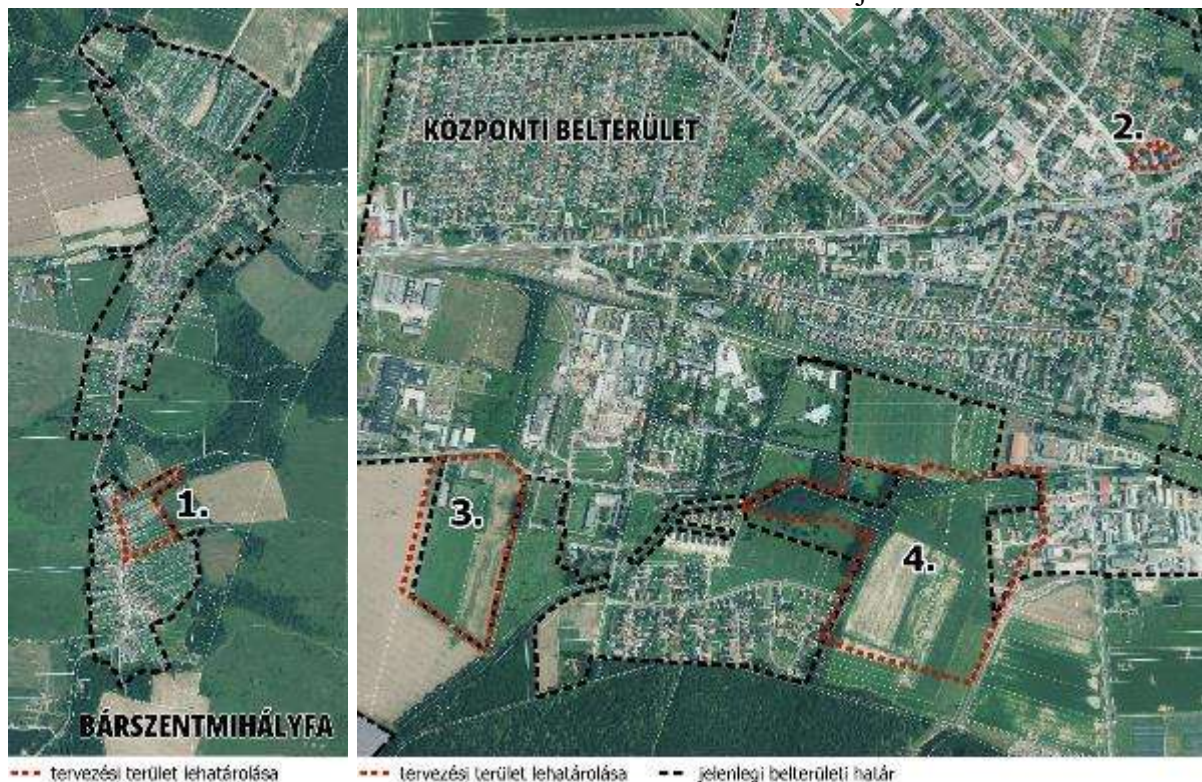 KÖZPONTI BELTERÜLET
2.
1.
3.
4.
BÁRSZENTMIHÁLYFA
tervezési terület lehatárolása
tervezési terület lehatárolása jelenlegi belterületi határ